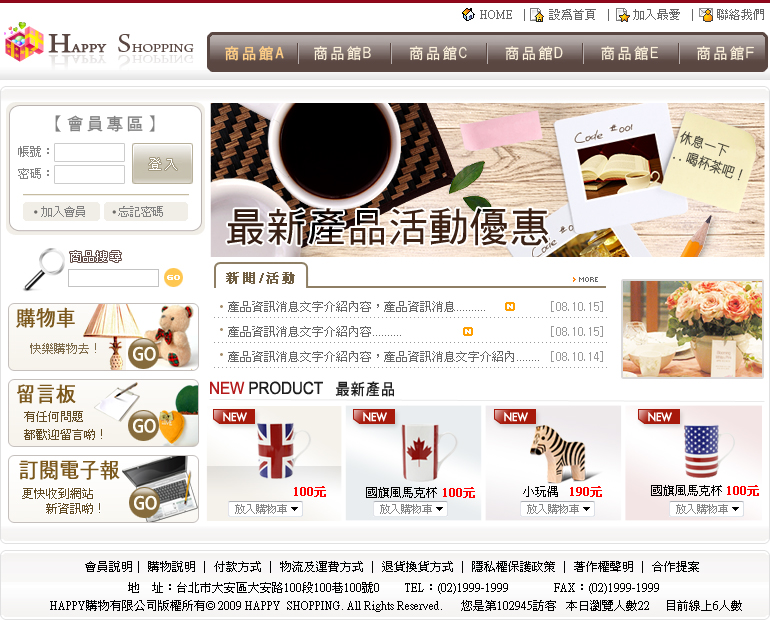 HOME | 設為首頁 | 加入最愛 | 聯絡我們
HAPPY SHOPPING
商品館A 商品館B 商品館C 商品館D 商品館E 商品館F
【會員專區】
帳號：
密碼：
登入
•加入會員 •忘記密碼
商品搜尋
GO
購物車
快樂購物去！
GO
留言板
有任何問題
都歡迎留言喲！
GO
訂閱電子報
更快收到網站
新資訊喲！
GO
Code #001
休息一下
..喝杯茶吧！
最新產品活動優惠
新聞/活動
MORE
•產品資訊消息文字介紹內容，產品資訊消息.......... N [08.10.15]
•產品資訊消息文字介紹內容.......... N [08.10.15]
•產品資訊消息文字介紹內容，產品資訊消息文字介紹內........ [08.10.14]
NEW PRODUCT 最新產品
NEW NEW NEW NEW
100元 國旗風馬克杯 100元 小玩偶 190元 國旗風馬克杯 100元
放入購物車 放入購物車 放入購物車 放入購物車
會員說明 | 購物說明 | 付款方式 | 物流及運費方式 | 退貨換貨方式 | 隱私權保護政策 | 著作權聲明 | 合作提案
地 址：台北市大安區大安路100段100巷100號0 TEL：(02)1999-1999 FAX：(02)1999-1999
HAPPY購物有限公司版權所有© 2009 HAPPY SHOPPING. All Rights Reserved. 您是第102945訪客 本日瀏覽人數22 目前線上6人數